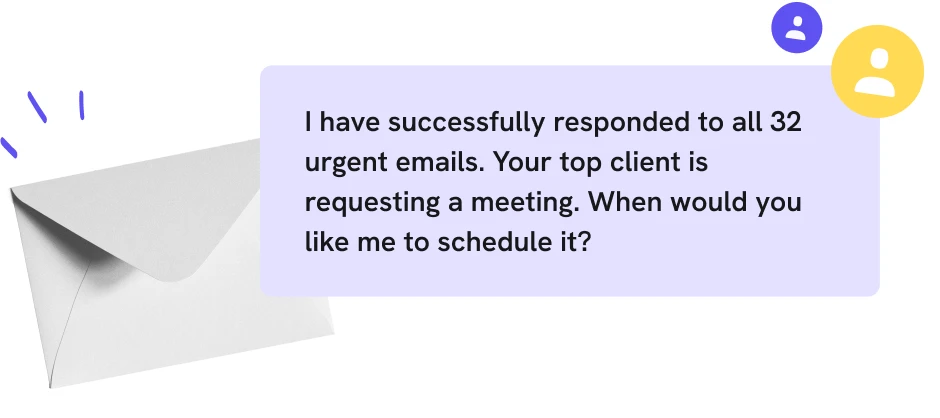 I have successfully responded to all 32
urgent emails. Your top client is
requesting a meeting. When would you
like me to schedule it?